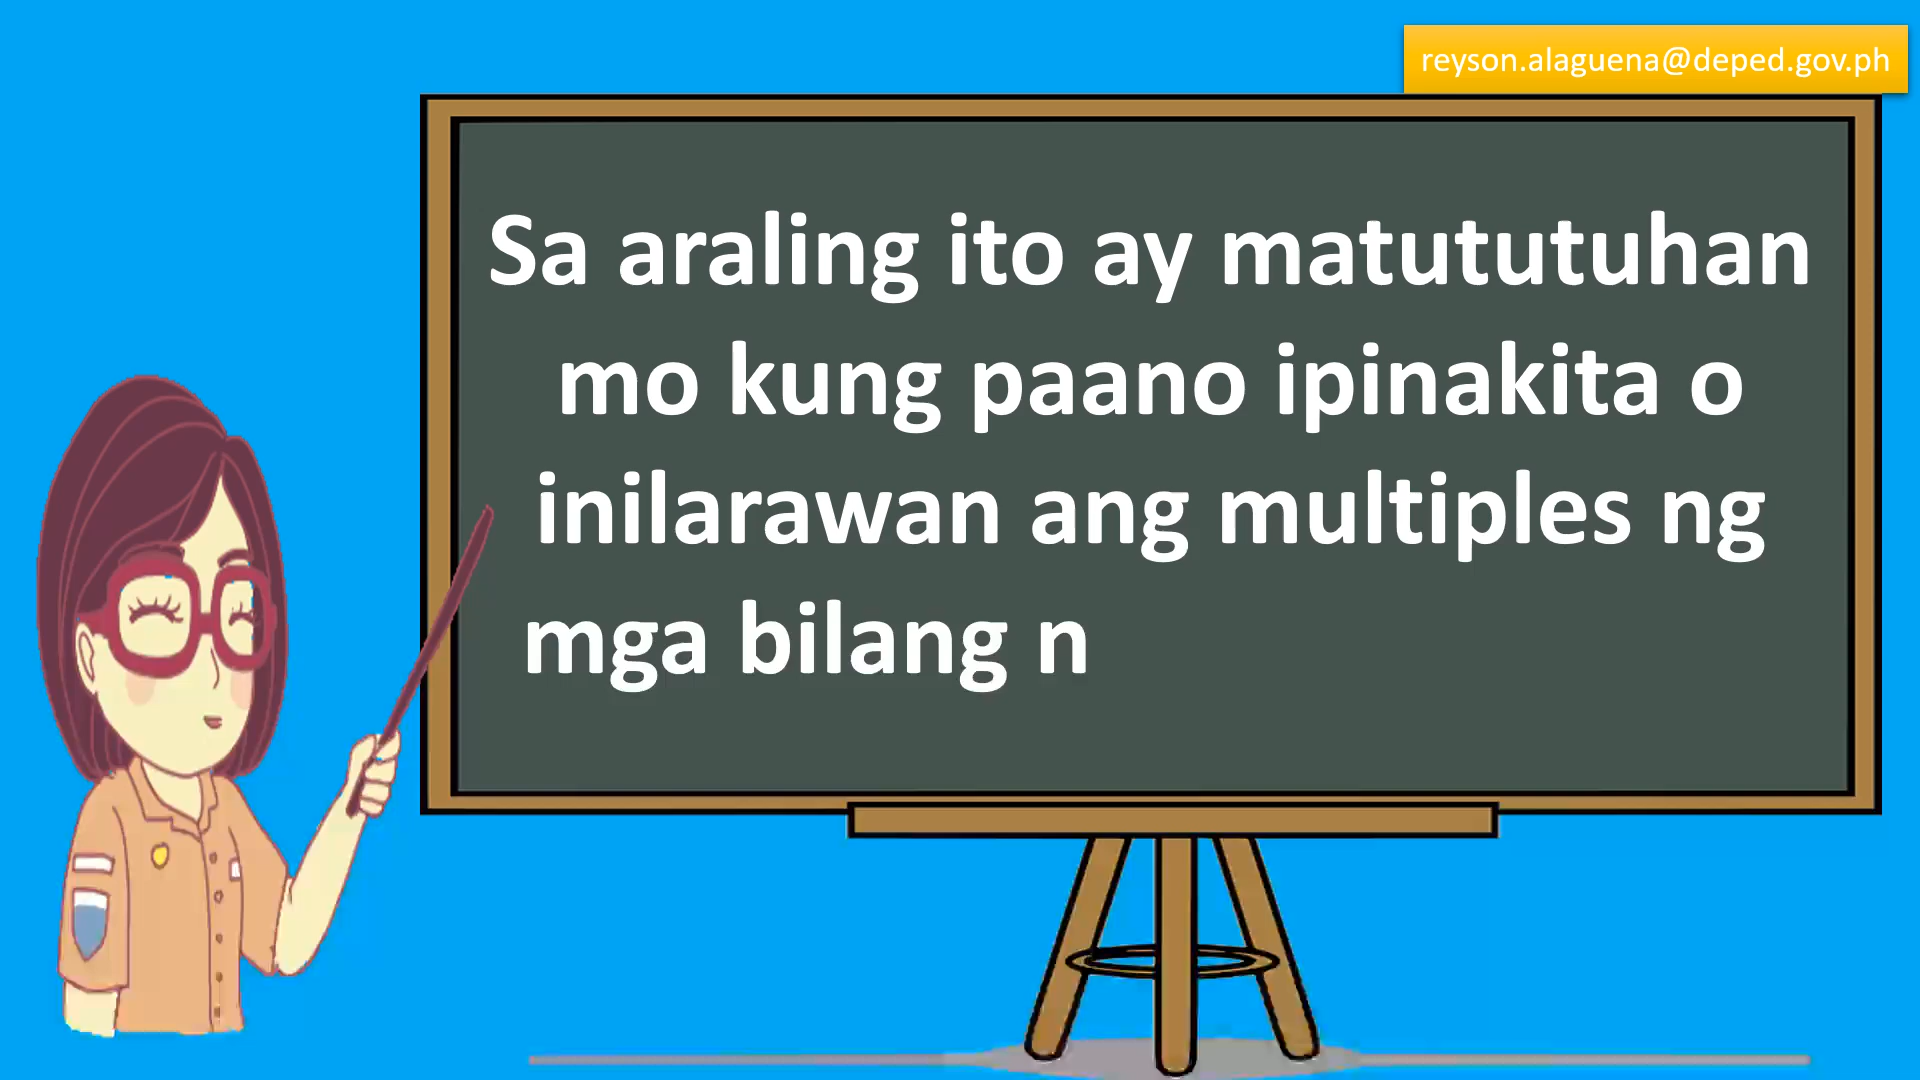 reyson.alaguena@deped.gov.ph
Sa araling ito ay matututuhan
mo kung paano ipinakita o
inilarawan ang multiples ng
mga bilang n